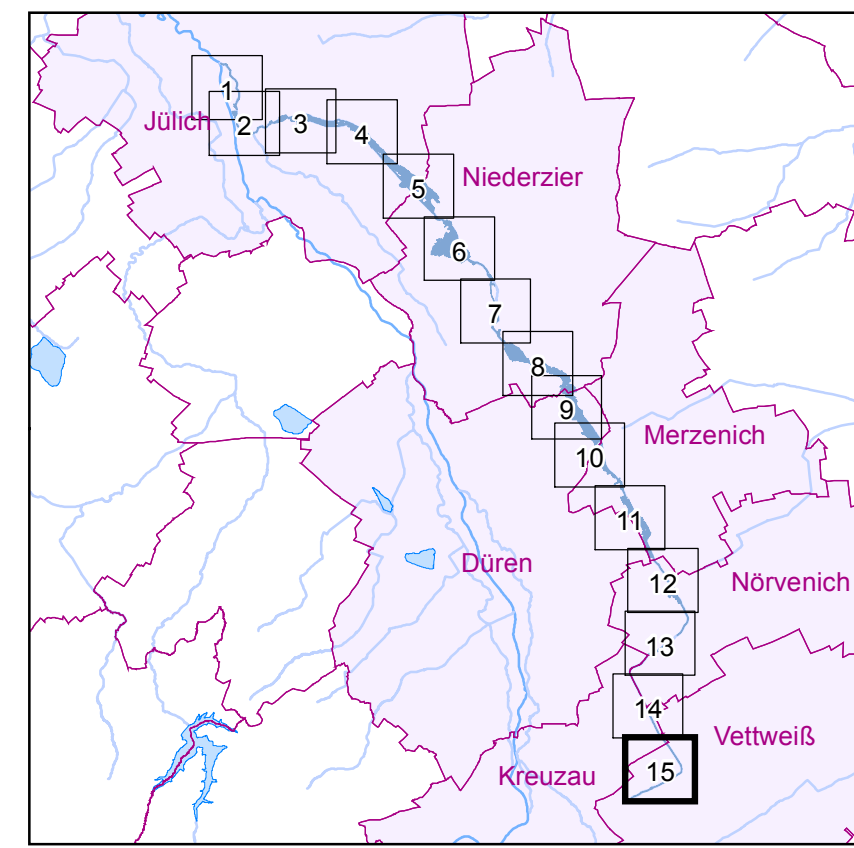 1
Jülich
2
3
4
5
Niederzier
6
7
8
9
Merzenich
10
11
Düren
12
Nörvenich
13
14
Vettweiß
Kreuzau
15